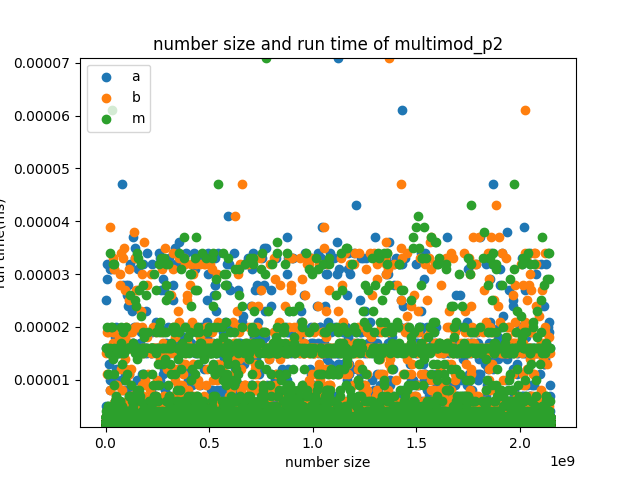 number size and run time of multimod_p2
a
b
m
0.00007
0.00006
0.00005
0.00004
0.00003
0.00002
0.00001
time(ms)
0.0
0.5
1.0
1.5
2.0
1e9
number size